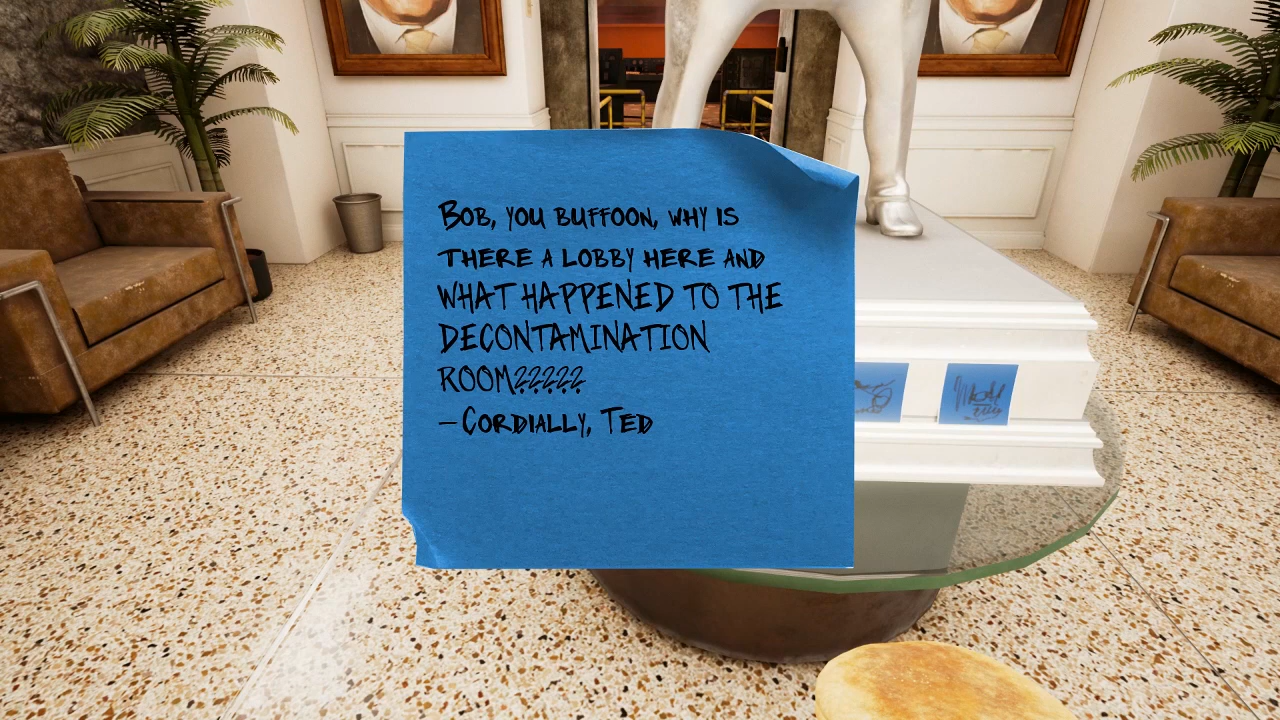 Bob, you buffoon, why is
there a lobby here and
WHAT HAPPENED TO THE
DECONTAMINATION
ROOM?????
—Cordially, Ted